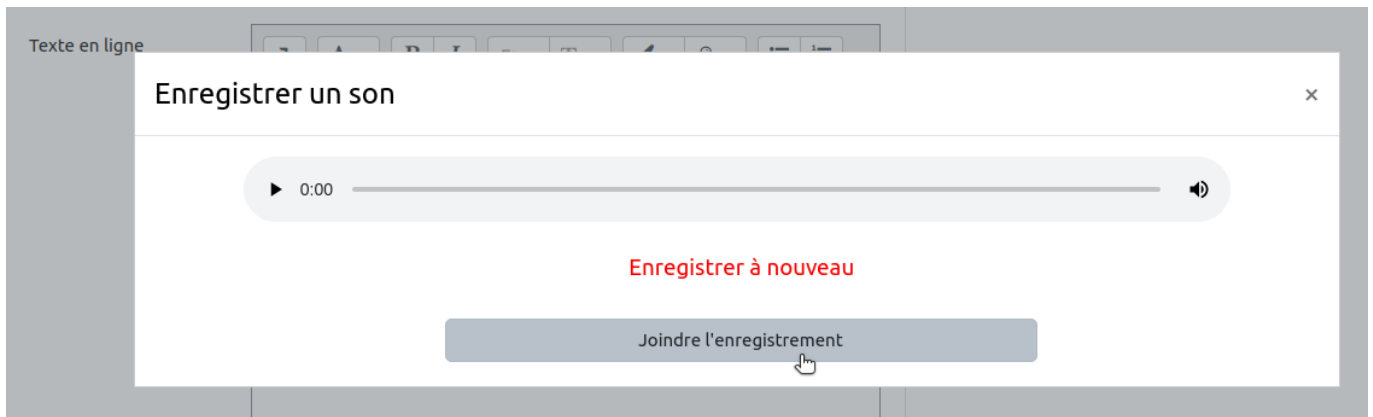 Texte en ligne
Enregistrer un son
×
0:00
Enregistrer à nouveau
Joindre l'enregistrement